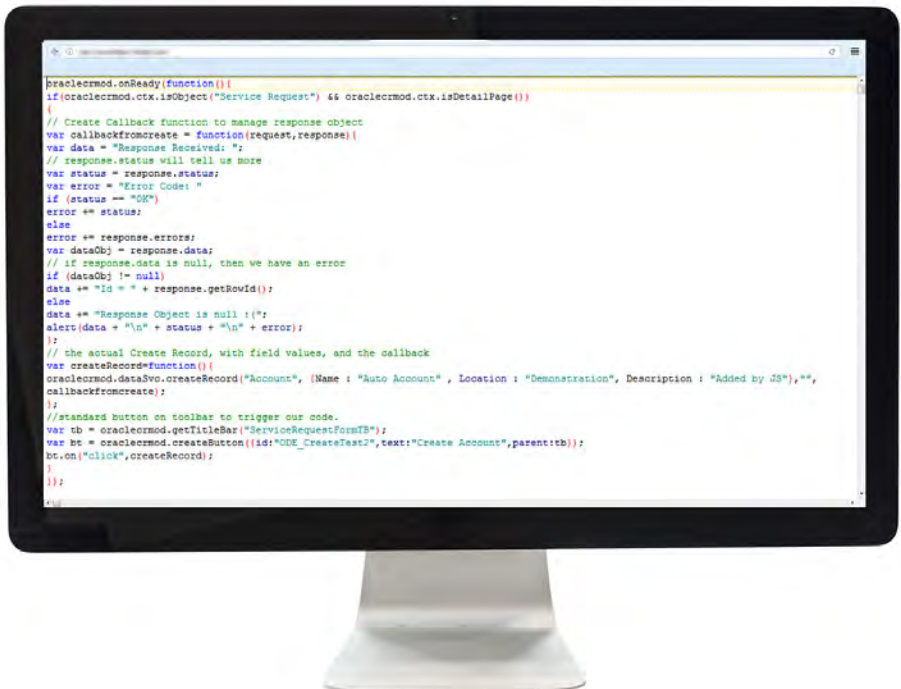 oraclecrmod.onReady(function(){
if(oraclecrmod.ctx.isObject("Service Request") && oraclecrmod.ctx.isDetailPage())
{
// Create Callback function to manage response object
var callbackfromcreate = function(request,response){
var data = "Response Received: ";
// response.status will tell us more
var status = response.status;
var error = "Error Code: "
if (status == "OK")
error += status;
else
error += response.errors;
var dataObj = response.data;
// if response.data is null, then we have an error
if (dataObj != null)
data += "Id = " + response.getRowId();
else
data += "Response Object is null :(";
alert(data + "\n" + status + "\n" + error);
};
// the actual Create Record, with field values, and the callback
var createRecord=function(){
oraclecrmod.dataSvc.createRecord("Account", {Name : "Auto Account" , Location : "Demonstration", Description : "Added by JS"},"",
callbackfromcreate);
};
//standard button on toolbar to trigger our code.
var tb = oraclecrmod.getTitleBar("ServiceRequestFormTB");
var bt = oraclecrmod.createButton({id:"ODE_CreateTest2",text:"Create Account",parent:tb});
bt.on("click",createRecord);
}
});